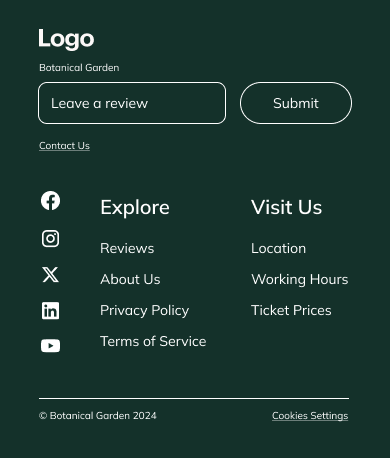 Logo
Botanical Garden
Leave a review
Submit
Contact Us
Explore
Reviews
About Us
Privacy Policy
Terms of Service
Visit Us
Location
Working Hours
Ticket Prices
© Botanical Garden 2024
Cookies Settings